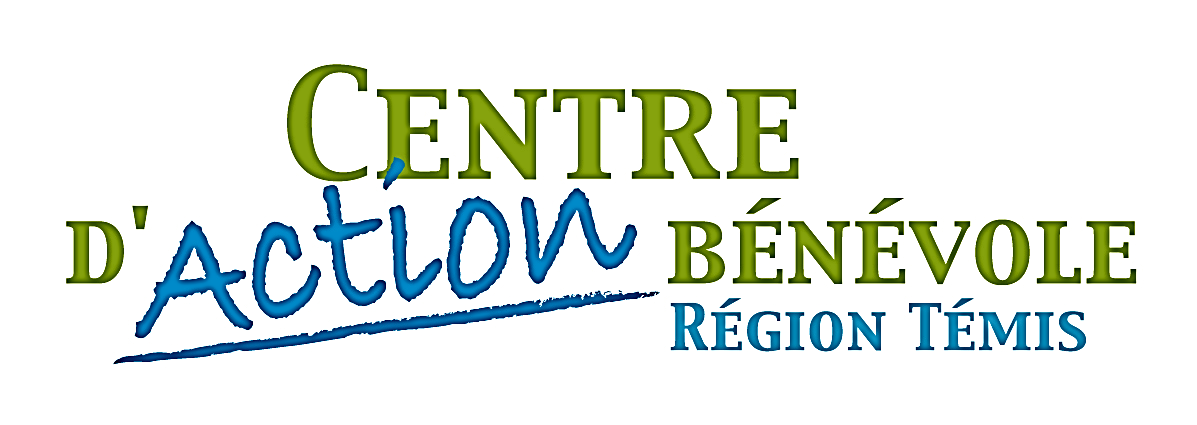 CENTRE
D'Action BÉNÉVOLE
RÉGION TÉMIS